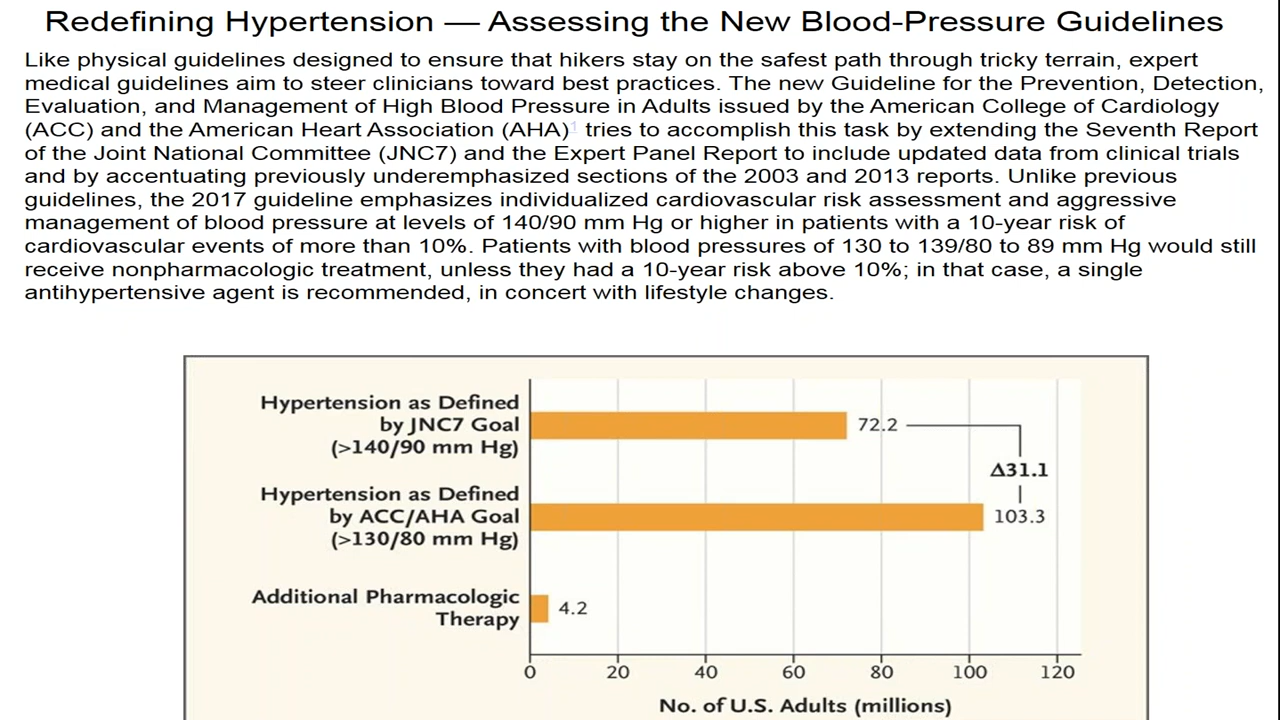 Redefining Hypertension — Assessing the New Blood-Pressure Guidelines
Like physical guidelines designed to ensure that hikers stay on the safest path through tricky terrain, expert
medical guidelines aim to steer clinicians toward best practices. The new Guideline for the Prevention, Detection,
Evaluation, and Management of High Blood Pressure in Adults issued by the American College of Cardiology
(ACC) and the American Heart Association (AHA)1 tries to accomplish this task by extending the Seventh Report
of the Joint National Committee (JNC7) and the Expert Panel Report to include updated data from clinical trials
and by accentuating previously underemphasized sections of the 2003 and 2013 reports. Unlike previous
guidelines, the 2017 guideline emphasizes individualized cardiovascular risk assessment and aggressive
management of blood pressure at levels of 140/90 mm Hg or higher in patients with a 10-year risk of
cardiovascular events of more than 10%. Patients with blood pressures of 130 to 139/80 to 89 mm Hg would still
receive nonpharmacologic treatment, unless they had a 10-year risk above 10%; in that case, a single
antihypertensive agent is recommended, in concert with lifestyle changes.
Hypertension as Defined
by JNC7 Goal
(>140/90 mm Hg)
72.2
Δ31.1
Hypertension as Defined
by ACC/AHA Goal
(>130/80 mm Hg)
103.3
Additional Pharmacologic
Therapy
4.2
0 20 40 60 80 100 120
No. of U.S. Adults (millions)